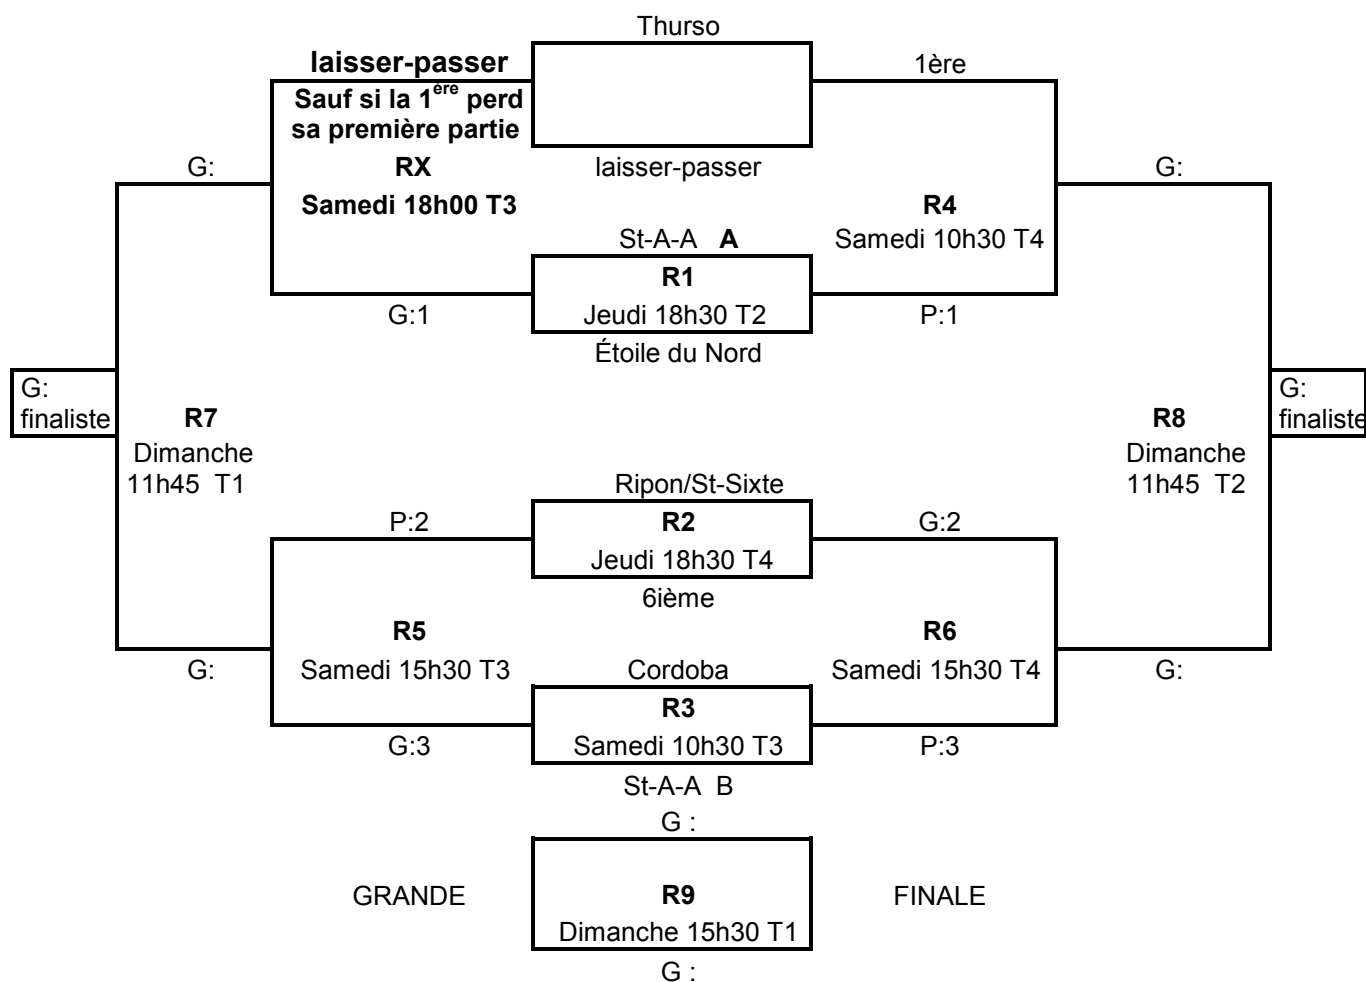 Thurso
laisser-passer
1ère
Sauf si la 1ère perd
sa première partie
G:
RX
laisser-passer
G:
Samedi 18h00 T3
R4
St-A-A A
Samedi 10h30 T4
R1
G:1
Jeudi 18h30 T2
P:1
Étoile du Nord
G:
finaliste
G:
finaliste
R7
R8
Dimanche
11h45 T1
Dimanche
11h45 T2
Ripon/St-Sixte
P:2
R2
G:2
Jeudi 18h30 T4
6ième
R5
R6
G:
Samedi 15h30 T3
Cordoba
Samedi 15h30 T4
G:
R3
G:3
Samedi 10h30 T3
P:3
St-A-A B
G :
GRANDE
R9
FINALE
Dimanche 15h30 T1
G :